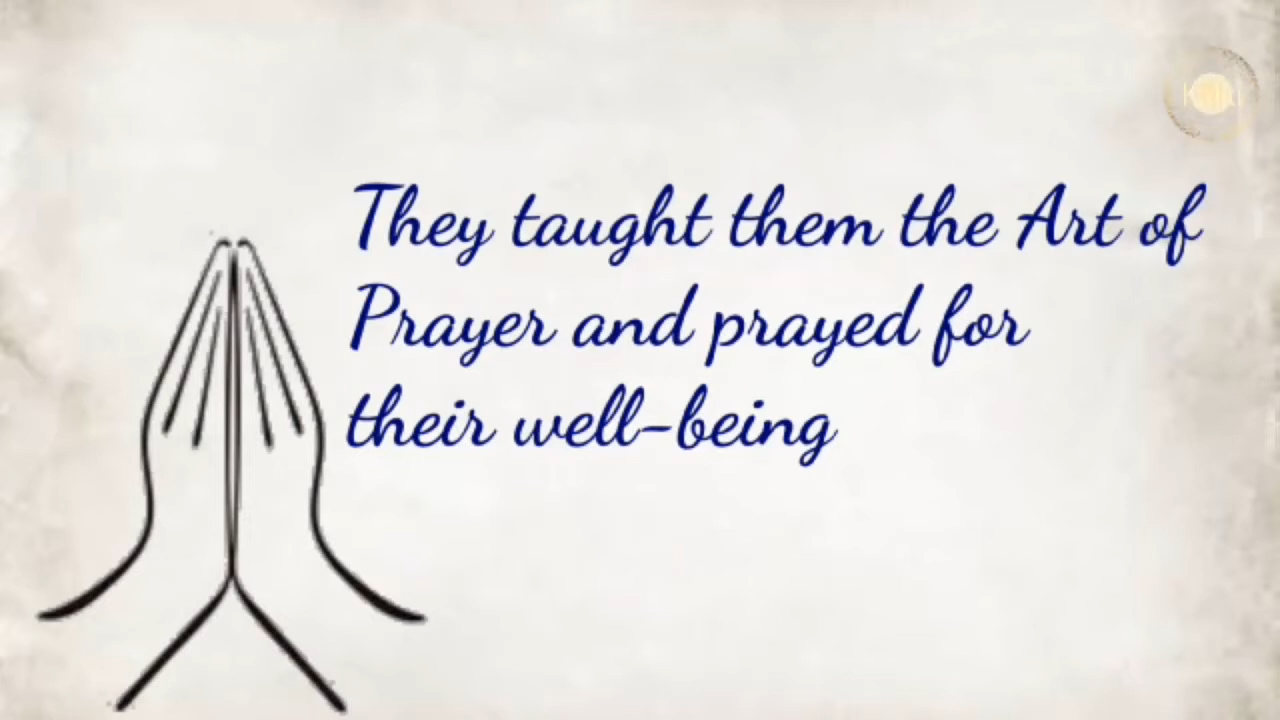 They taught them the Art of
Prayer and prayed for
their well-being